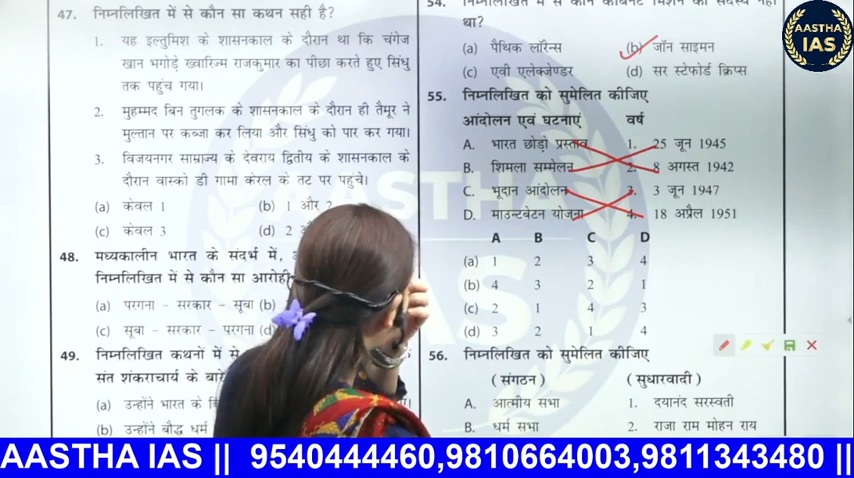 47. निम्नलिखित में से कौन सा कथन सही है?
1. यह इल्तुमिश के शासनकाल के दौरान था कि चंगेज
खान भगोड़े ख्वारिज्म राजकुमार का पीछा करते हुए सिंधु
तक पहुंच गया।
2. मुहम्मद बिन तुगलक के शासनकाल के दौरान ही तैमूर ने
मुल्तान पर कब्जा कर लिया और सिंधु को पार कर गया।
3. विजयनगर साम्राज्य के देवराय द्वितीय के शासनकाल के
दौरान वास्को डी गामा केरल के तट पर पहुंचे।
(a) केवल 1 (b) 1 और 2
(c) केवल 3 (d) 2
48. मध्यकालीन भारत के संदर्भ में,
निम्नलिखित में से कौन सा आरोही
(a) परगना - सरकार - सूबा (b)
(c) सूबा - सरकार - परगना (d)
49. निम्नलिखित कथनों में से
संत शंकराचार्य के बारे
(a) उन्होंने भारत के
(b) उन्होंने बौद्ध धर्म
54. निम्नलिखित में से कौन कैबिनेट मिशन का सदस्य नहीं
था?
(a) पैथिक लॉरेन्स (b) जॉन साइमन
(c) एवी एलेक्जेण्डर (d) सर स्टेफोर्ड क्रिप्स
55. निम्नलिखित को सुमेलित कीजिए
आंदोलन एवं घटनाएं वर्ष
A. भारत छोड़ो प्रस्ताव 1. 25 जून 1945
B. शिमला सम्मेलन 2. 8 अगस्त 1942
C. भूदान आंदोलन 3. 3 जून 1947
D. माउन्टबेटन योजना 4. 18 अप्रैल 1951
A B C D
(a) 1 2 3 4
(b) 4 3 2 1
(c) 2 1 4 3
(d) 3 2 1 4
56. निम्नलिखित को सुमेलित कीजिए
(संगठन) (सुधारवादी)
A. आत्मीय सभा 1. दयानंद सरस्वती
B. धर्म सभा 2. राजा राम मोहन राय
AASTHA
IAS
AASTHA
IAS
AASTHA IAS || 9540444460,9810664003,9811343480 ||